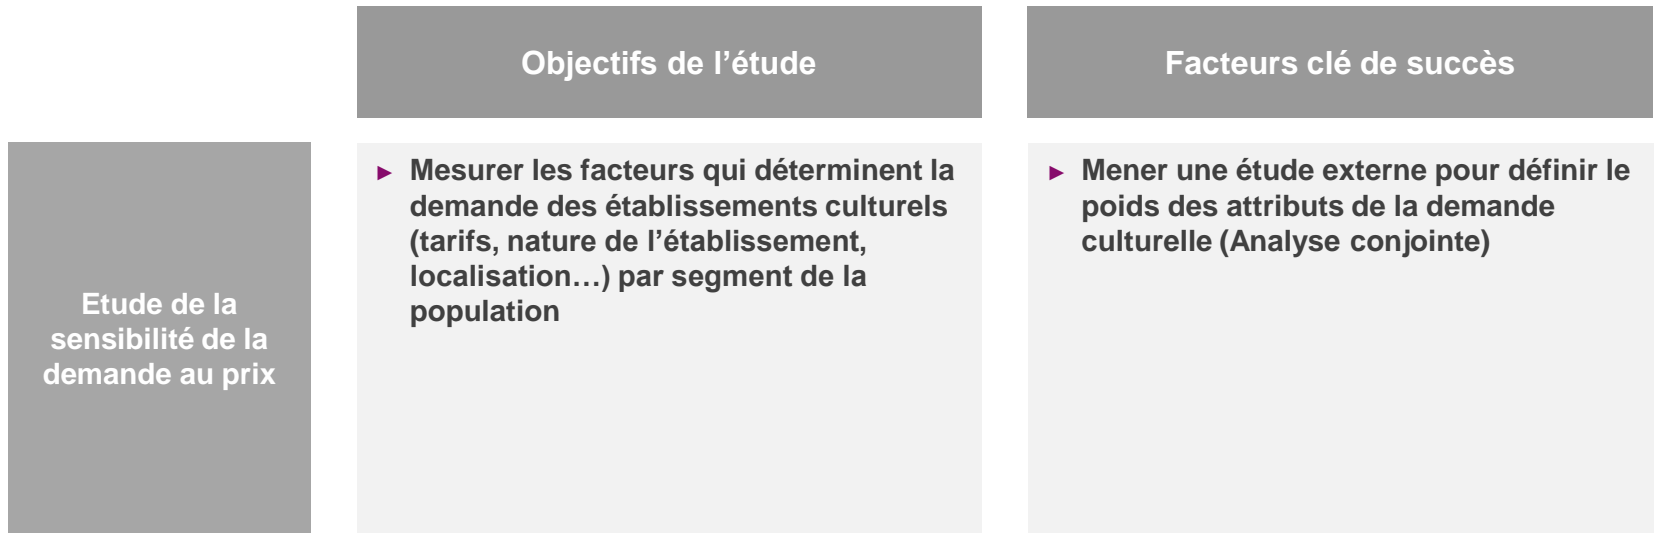 Objectifs de l’étude
Facteurs clé de succès
Etude de la
sensibilité de la
demande au prix
► Mesurer les facteurs qui déterminent la
demande des établissements culturels
(tarifs, nature de l’établissement,
localisation…) par segment de la
population
► Mener une étude externe pour définir le
poids des attributs de la demande
culturelle (Analyse conjointe)